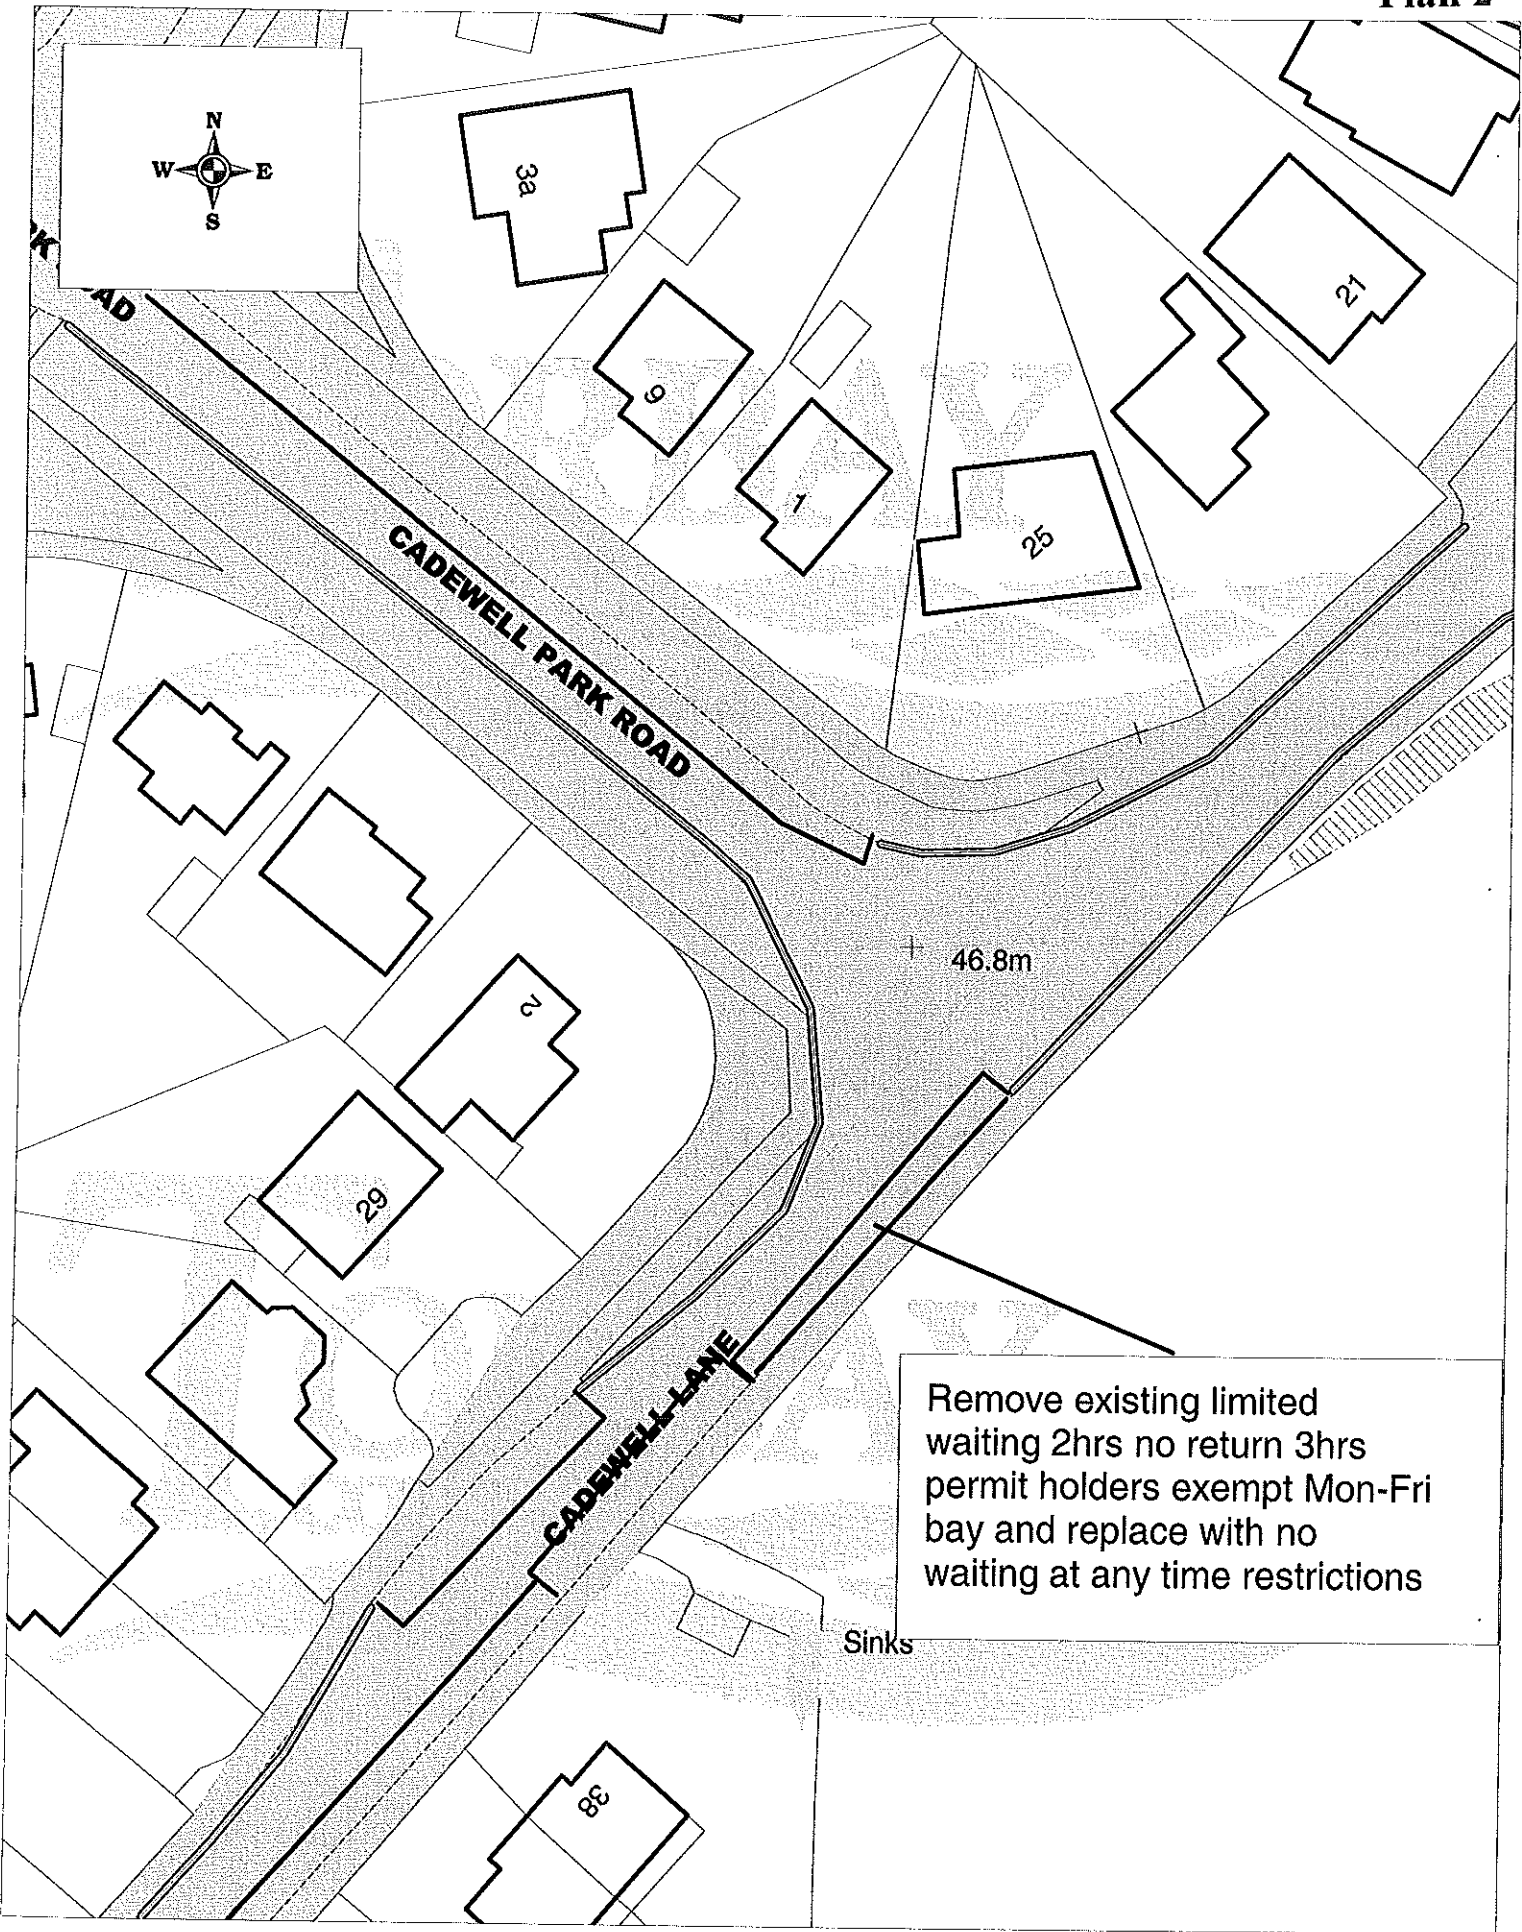 Plan 2
N
W E
S
3a
21
9
1
25
CADEWELL PARK ROAD
46.8m
2
29
CADEWELL LANE
Remove existing limited
waiting 2hrs no return 3hrs
permit holders exempt Mon-Fri
bay and replace with no
waiting at any time restrictions
Sinks
38